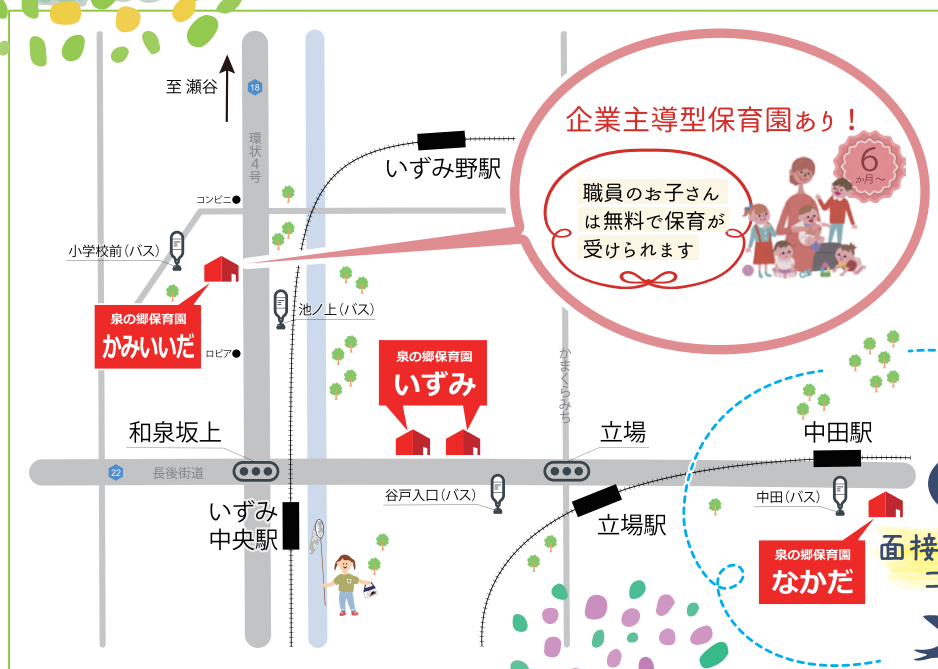 至 瀬谷
18
環状4号
いずみ野駅
企業主導型保育園あり！
6
か月～
職員のお子さん
は無料で保育が
受けられます
コンビニ
小学校前（バス）
池ノ上（バス）
泉の郷保育園
かみいいだ
ロピア
泉の郷保育園
いずみ
かまくらみち
和泉坂上
立場
中田駅
22
長後街道
谷戸入口（バス）
中田（バス）
いずみ
中央駅
立場駅
泉の郷保育園
なかだ
面接